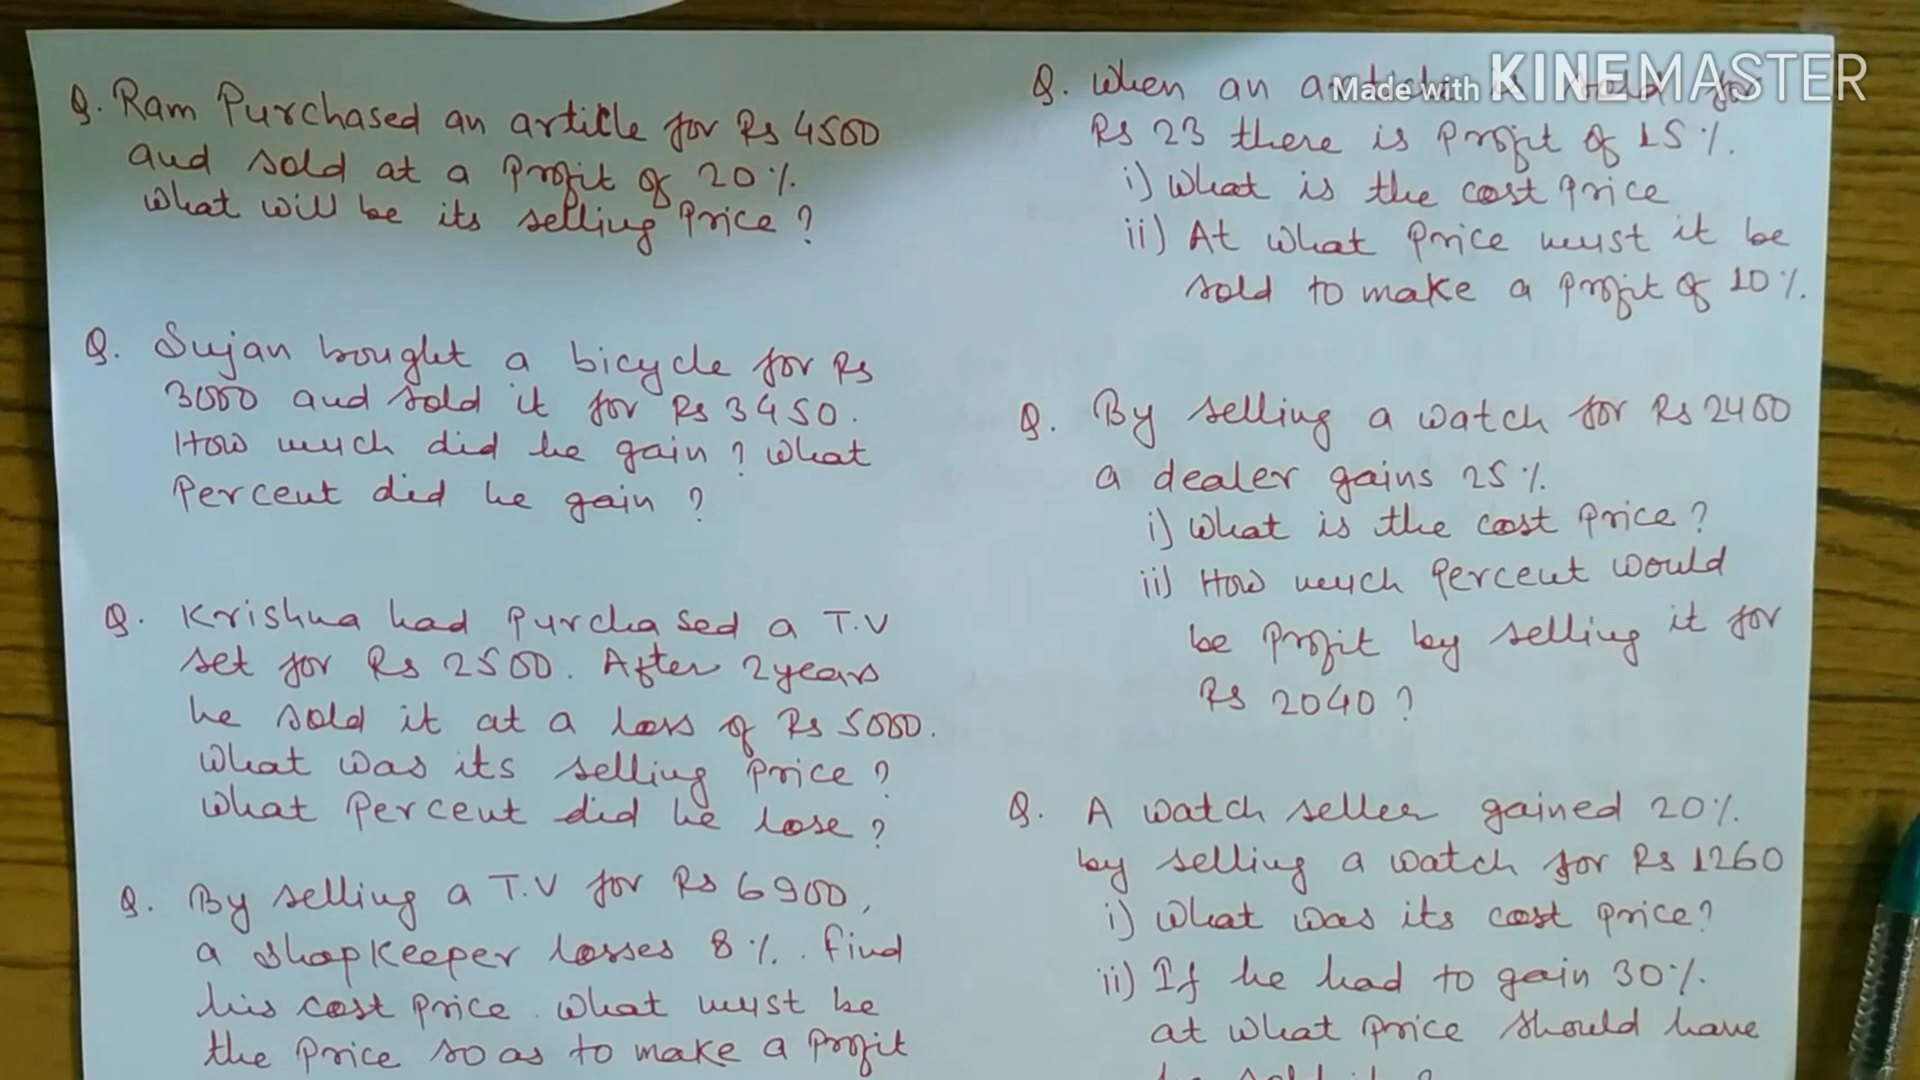 Q. Ram Purchased an article for Rs 4500
and sold at a Profit of 20%.
what will be its selling Price?
Q. Sujan bought a bicycle for Rs
3000 and sold it for Rs 3450.
How much did he gain? What
Percent did he gain?
Q. Krishna had Purchased a T.V
set for Rs 2500. After 2 years
he sold it at a loss of Rs 5000.
What was its selling Price?
What Percent did he lose?
Q. By selling a T.V for Rs 6900,
a shopkeeper losses 8%. Find
his cost price. What must be
the Price so as to make a Profit
Made with KINEMASTER
Q. When an sold for
Rs 23 there is Profit of 15%.
i) What is the cost Price
ii) At what Price must it be
sold to make a Profit of 10%.
Q. By selling a watch for Rs 2400
a dealer gains 25%.
i) What is the cost Price?
ii) How much Percent would
be Profit by selling it for
Rs 2040?
Q. A watch seller gained 20%.
by selling a watch for Rs 1260
i) What was its cost Price?
ii) If he had to gain 30%.
at what Price should have